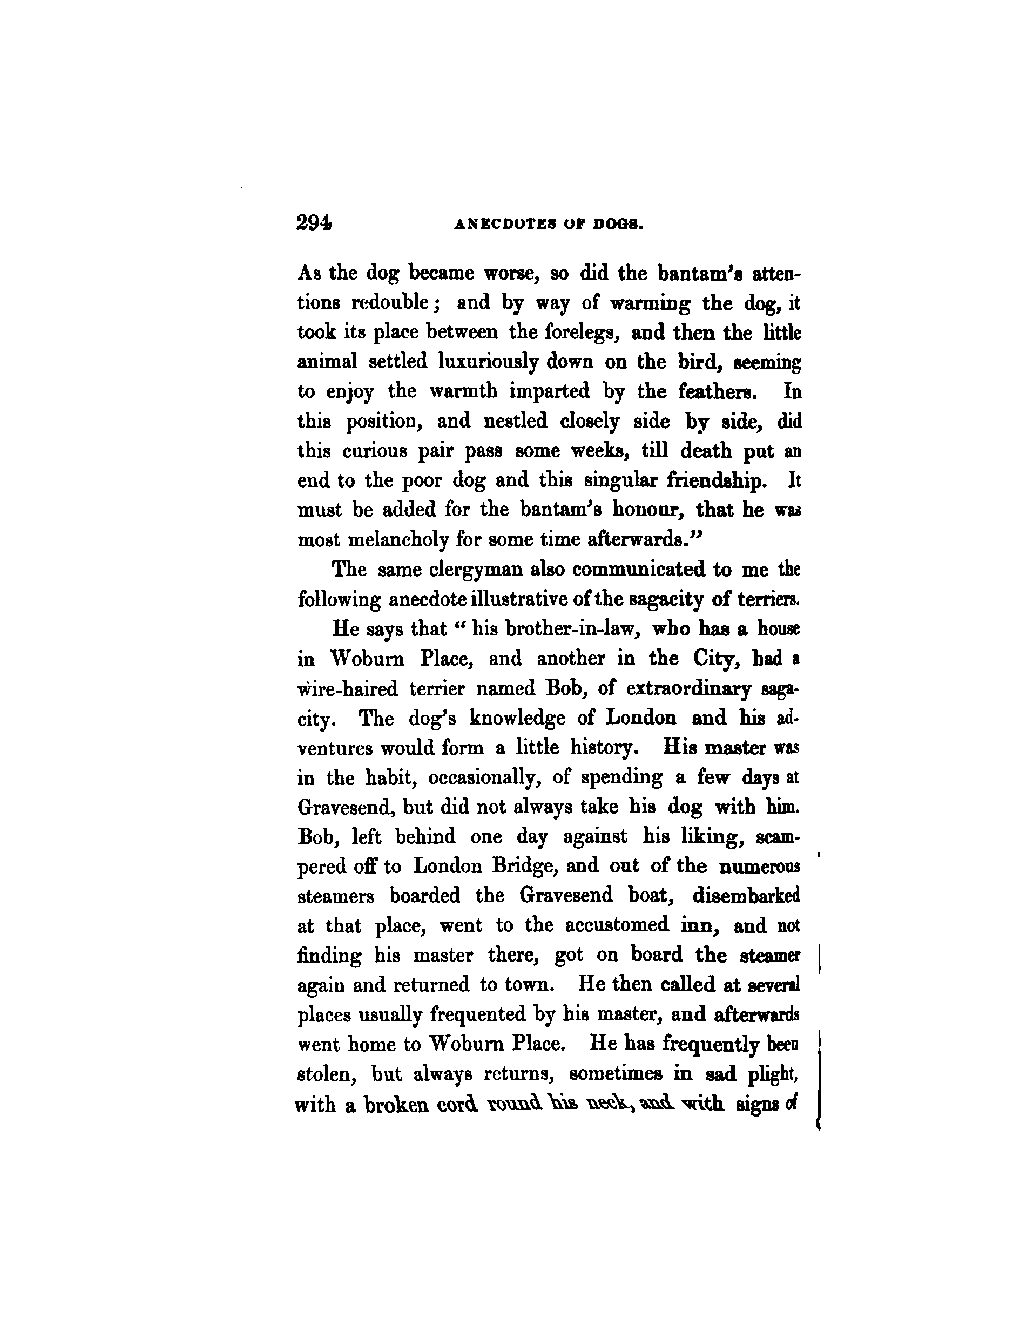 294 ANECDOTES OF DOGS.
As the dog became worse, so did the bantam's atten-
tions redouble; and by way of warming the dog, it
took its place between the forelegs, and then the little
animal settled luxuriously down on the bird, seeming
to enjoy the warmth imparted by the feathers. In
this position, and nestled closely side by side, did
this curious pair pass some weeks, till death put an
end to the poor dog and this singular friendship. It
must be added for the bantam's honour, that he was
most melancholy for some time afterwards."
The same clergyman also communicated to me the
following anecdote illustrative of the sagacity of terriers.
He says that "his brother-in-law, who has a house
in Woburn Place, and another in the City, had a
wire-haired terrier named Bob, of extraordinary saga-
city. The dog's knowledge of London and his ad-
ventures would form a little history. His master was
in the habit, occasionally, of spending a few days at
Gravesend, but did not always take his dog with him.
Bob, left behind one day against his liking, scam-
pered off to London Bridge, and out of the numerous
steamers boarded the Gravesend boat, disembarked
at that place, went to the accustomed inn, and not
finding his master there, got on board the steamer
again and returned to town. He then called at several
places usually frequented by his master, and afterwards
went home to Woburn Place. He has frequently been
stolen, but always returns, sometimes in sad plight,
with a broken cord round his neck, and with signs of